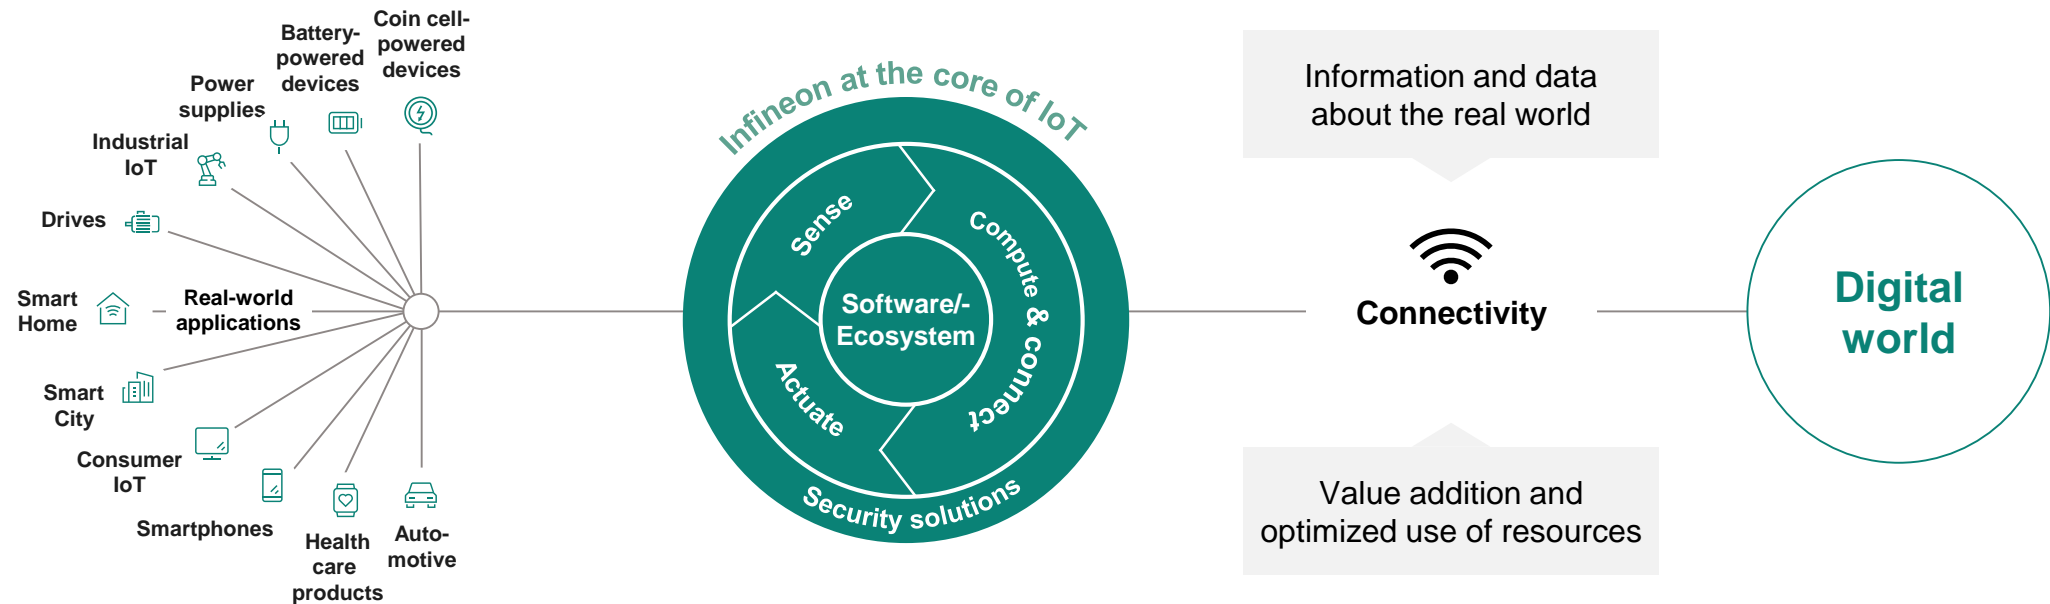 Coin cell-
powered
devices
Battery-
powered
devices
Power
supplies
Industrial
IoT
Drives
Smart
Home
Real-world
applications
Smart
City
Consumer
IoT
Smartphones
Health
care
products
Auto-
motive
Infineon at the core of IoT
Sense
Compute & connect
Actuate
Software/-
Ecosystem
Security solutions
Information and data
about the real world
Connectivity
Value addition and
optimized use of resources
Digital
world